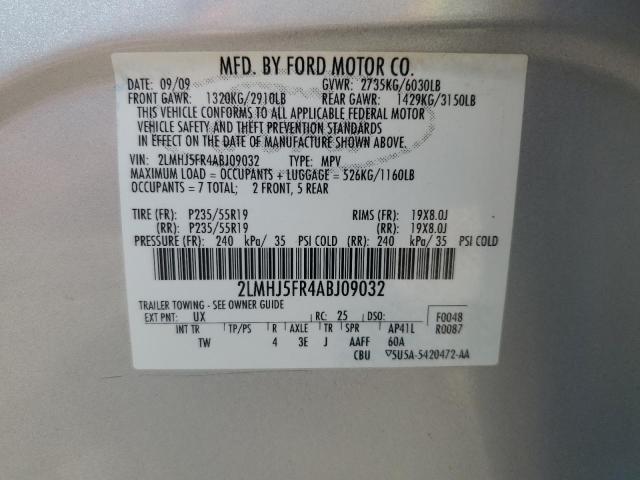 MFD. BY FORD MOTOR CO.
DATE: 09/09 GVWR: 2735KG/6030LB
FRONT GAWR: 1320KG/2910LB REAR GAWR: 1429KG/3150LB
THIS VEHICLE CONFORMS TO ALL APPLICABLE FEDERAL MOTOR
VEHICLE SAFETY AND THEFT PREVENTION STANDARDS
IN EFFECT ON THE DATE OF MANUFACTURE SHOWN ABOVE.
VIN: 2LMHJ5FR4ABJ09032 TYPE: MPV
MAXIMUM LOAD = OCCUPANTS + LUGGAGE = 526KG/1160LB
OCCUPANTS = 7 TOTAL; 2 FRONT, 5 REAR
TIRE (FR): P235/55R19 RIMS (FR): 19X8.0J
(RR): P235/55R19 (RR): 19X8.0J
PRESSURE (FR): 240 kPa/ 35 PSI COLD (RR): 240 kPa/ 35 PSI COLD
2LMHJ5FR4ABJ09032
TRAILER TOWING - SEE OWNER GUIDE
EXT PNT: UX RC: 25 DSO: F0048
INT TR TP/PS R AXLE TR SPR AP41L R0087
TW 4 3E J AAFF 60A
CBU 5U5A-5420472-AA